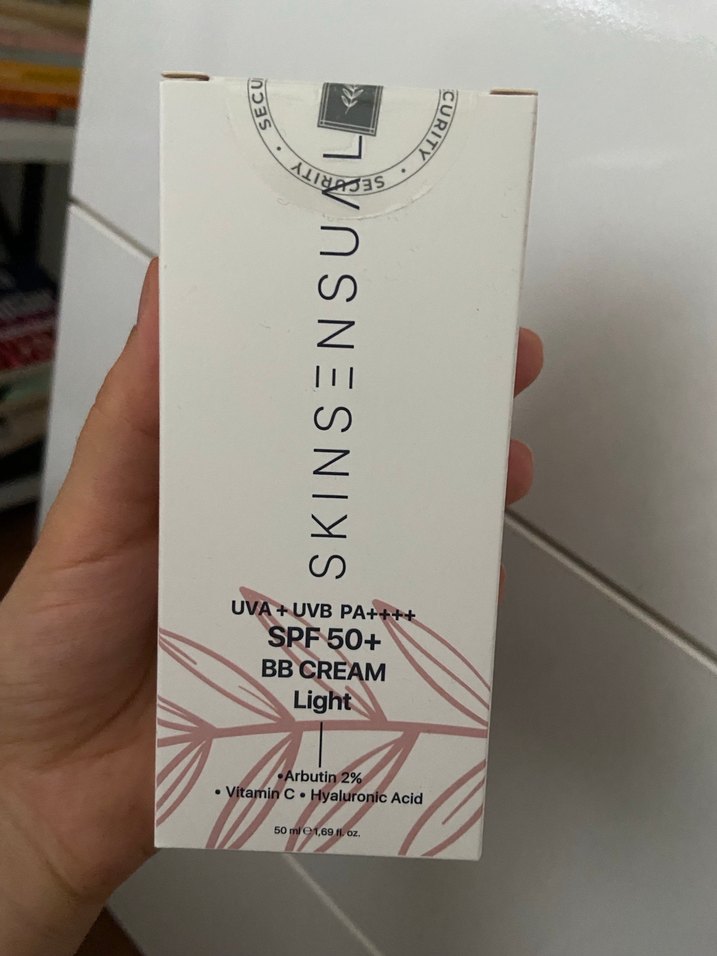 SECURITY • SECURITY • SECURITY
SKINSENSUAL
UVA + UVB PA++++
SPF 50+
BB CREAM
Light
•Arbutin 2%
• Vitamin C • Hyaluronic Acid
50 ml ℮ 1,69 fl. oz.